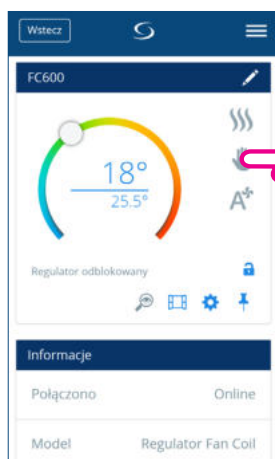 Wstecz
FC600
18°
25.5°
A
Regulator odblokowany
Informacje
Połączono Online
Model Regulator Fan Coil